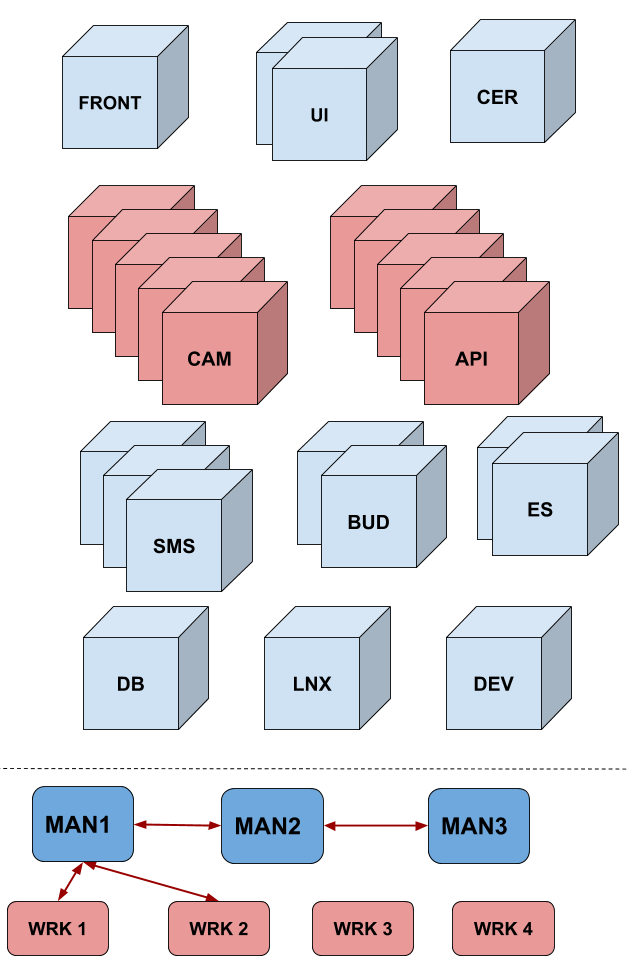 FRONT
UI
CER
CAM
API
SMS
BUD
ES
DB
LNX
DEV
MAN1
MAN2
MAN3
WRK 1
WRK 2
WRK 3
WRK 4